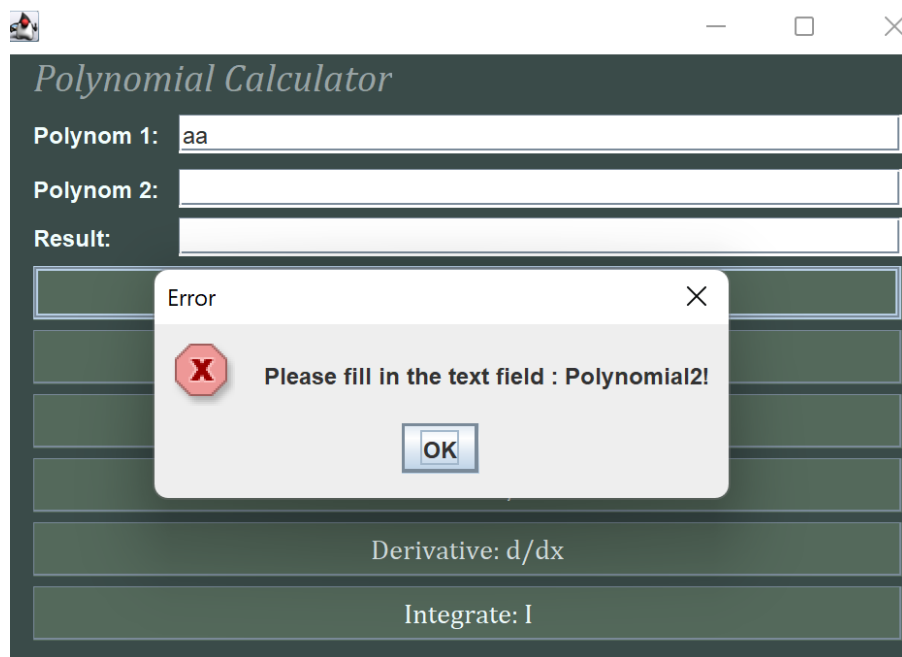 Polynomial Calculator
Polynom 1: aa
Polynom 2:
Result:
Error
Please fill in the text field : Polynomial2!
OK
Derivative: d/dx
Integrate: I